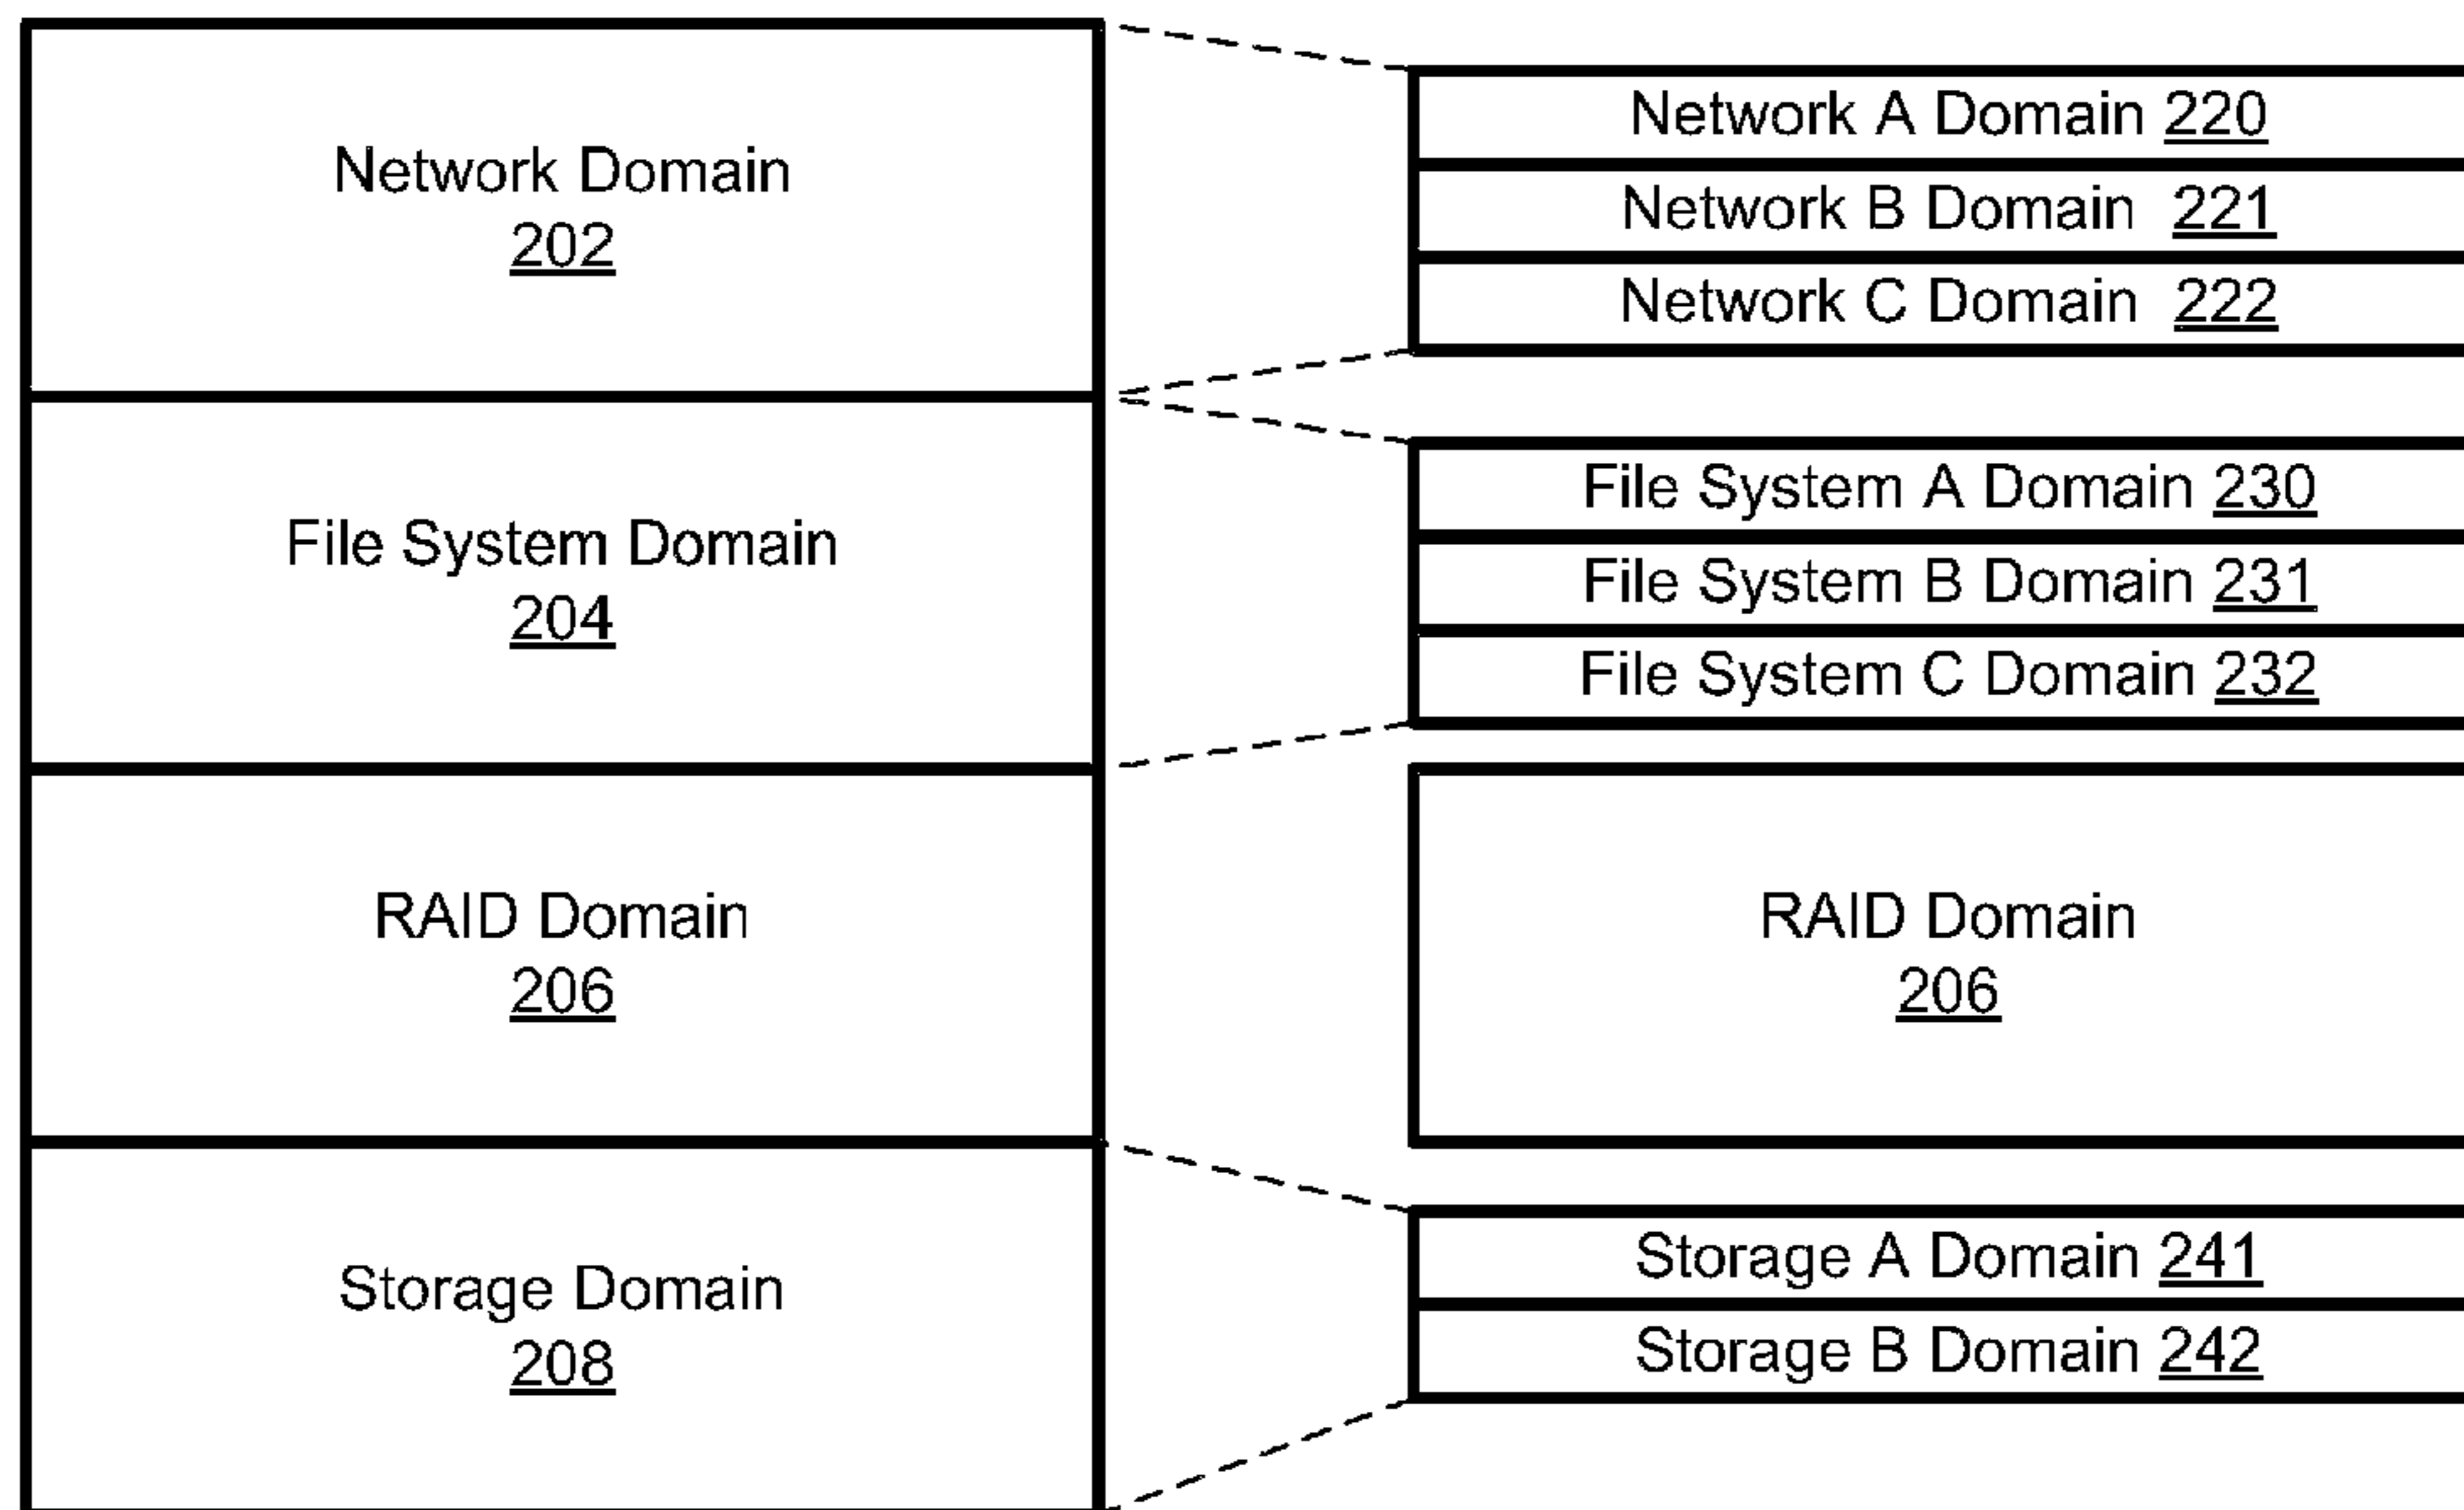 Network Domain
202
File System Domain
204
RAID Domain
206
Storage Domain
208
Network A Domain 220
Network B Domain 221
Network C Domain 222
File System A Domain 230
File System B Domain 231
File System C Domain 232
RAID Domain
206
Storage A Domain 241
Storage B Domain 242